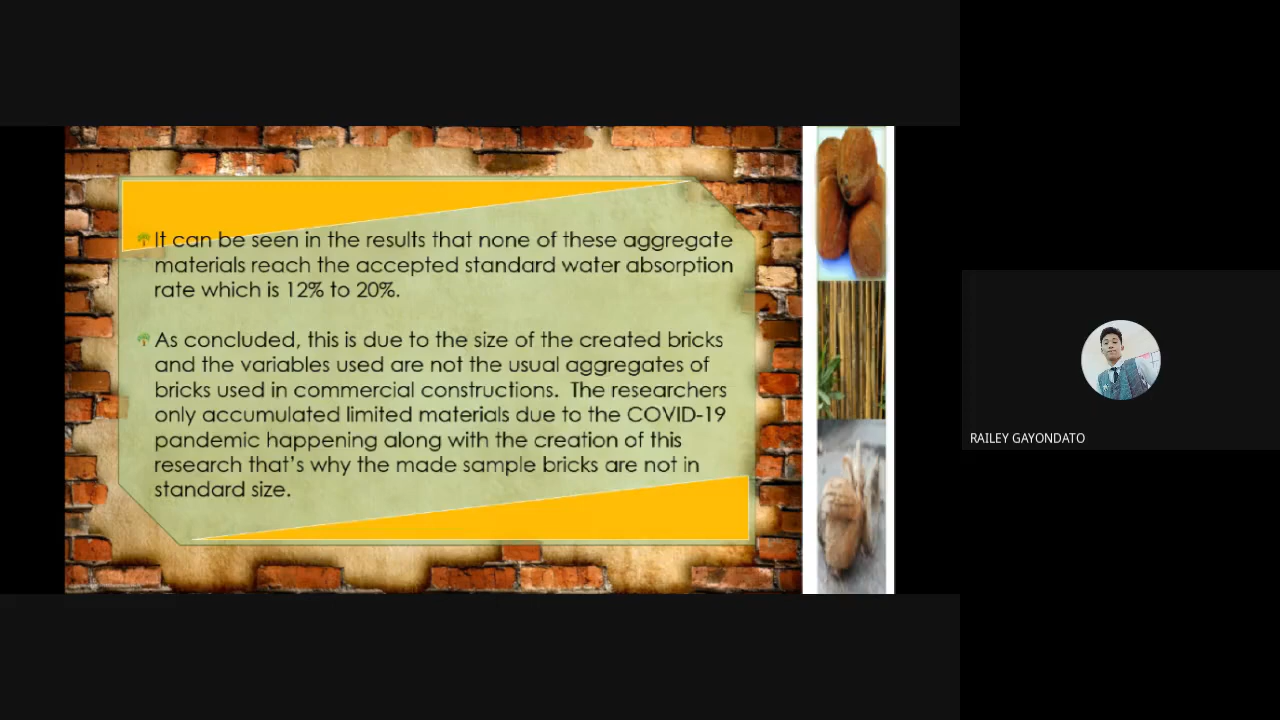 It can be seen in the results that none of these aggregate
materials reach the accepted standard water absorption
rate which is 12% to 20%.
As concluded, this is due to the size of the created bricks
and the variables used are not the usual aggregates of
bricks used in commercial constructions.  The researchers
only accumulated limited materials due to the COVID-19
pandemic happening along with the creation of this
research that's why the made sample bricks are not in
standard size.
RAILEY GAYONDATO